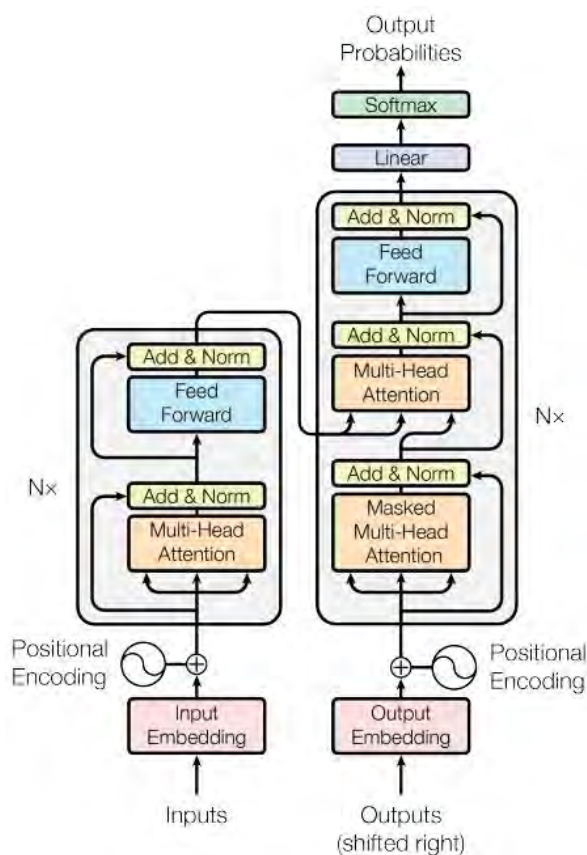 Output
Probabilities
Softmax
Linear
Add & Norm
Feed
Forward
Add & Norm
Multi-Head
Attention
Add & Norm
Masked
Multi-Head
Attention
Nx
Add & Norm
Feed
Forward
Add & Norm
Multi-Head
Attention
Nx
Positional
Encoding
Positional
Encoding
Input
Embedding
Output
Embedding
Inputs
Outputs
(shifted right)